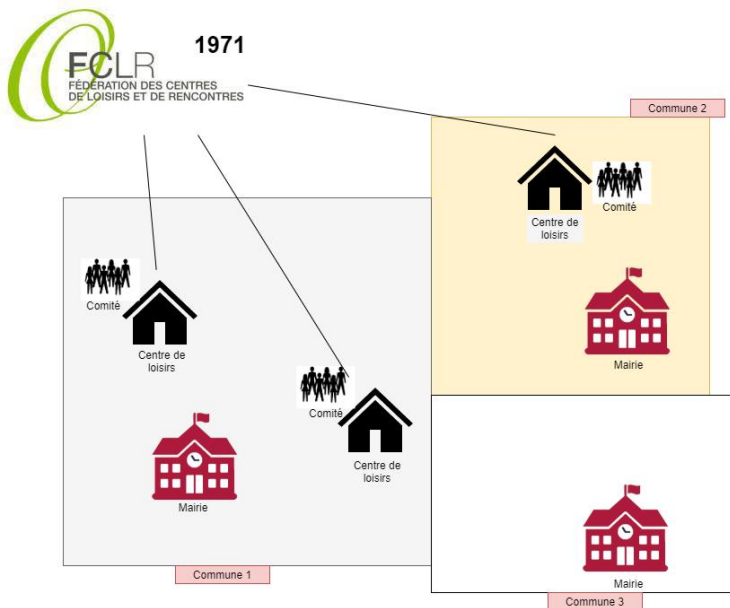 1971
FCLR
FÉDÉRATION DES CENTRES
DE LOISIRS ET DE RENCONTRES
Commune 2
Comité
Centre de
loisirs
Mairie
Comité
Centre de
loisirs
Comité
Centre de
loisirs
Mairie
Commune 1
Mairie
Commune 3